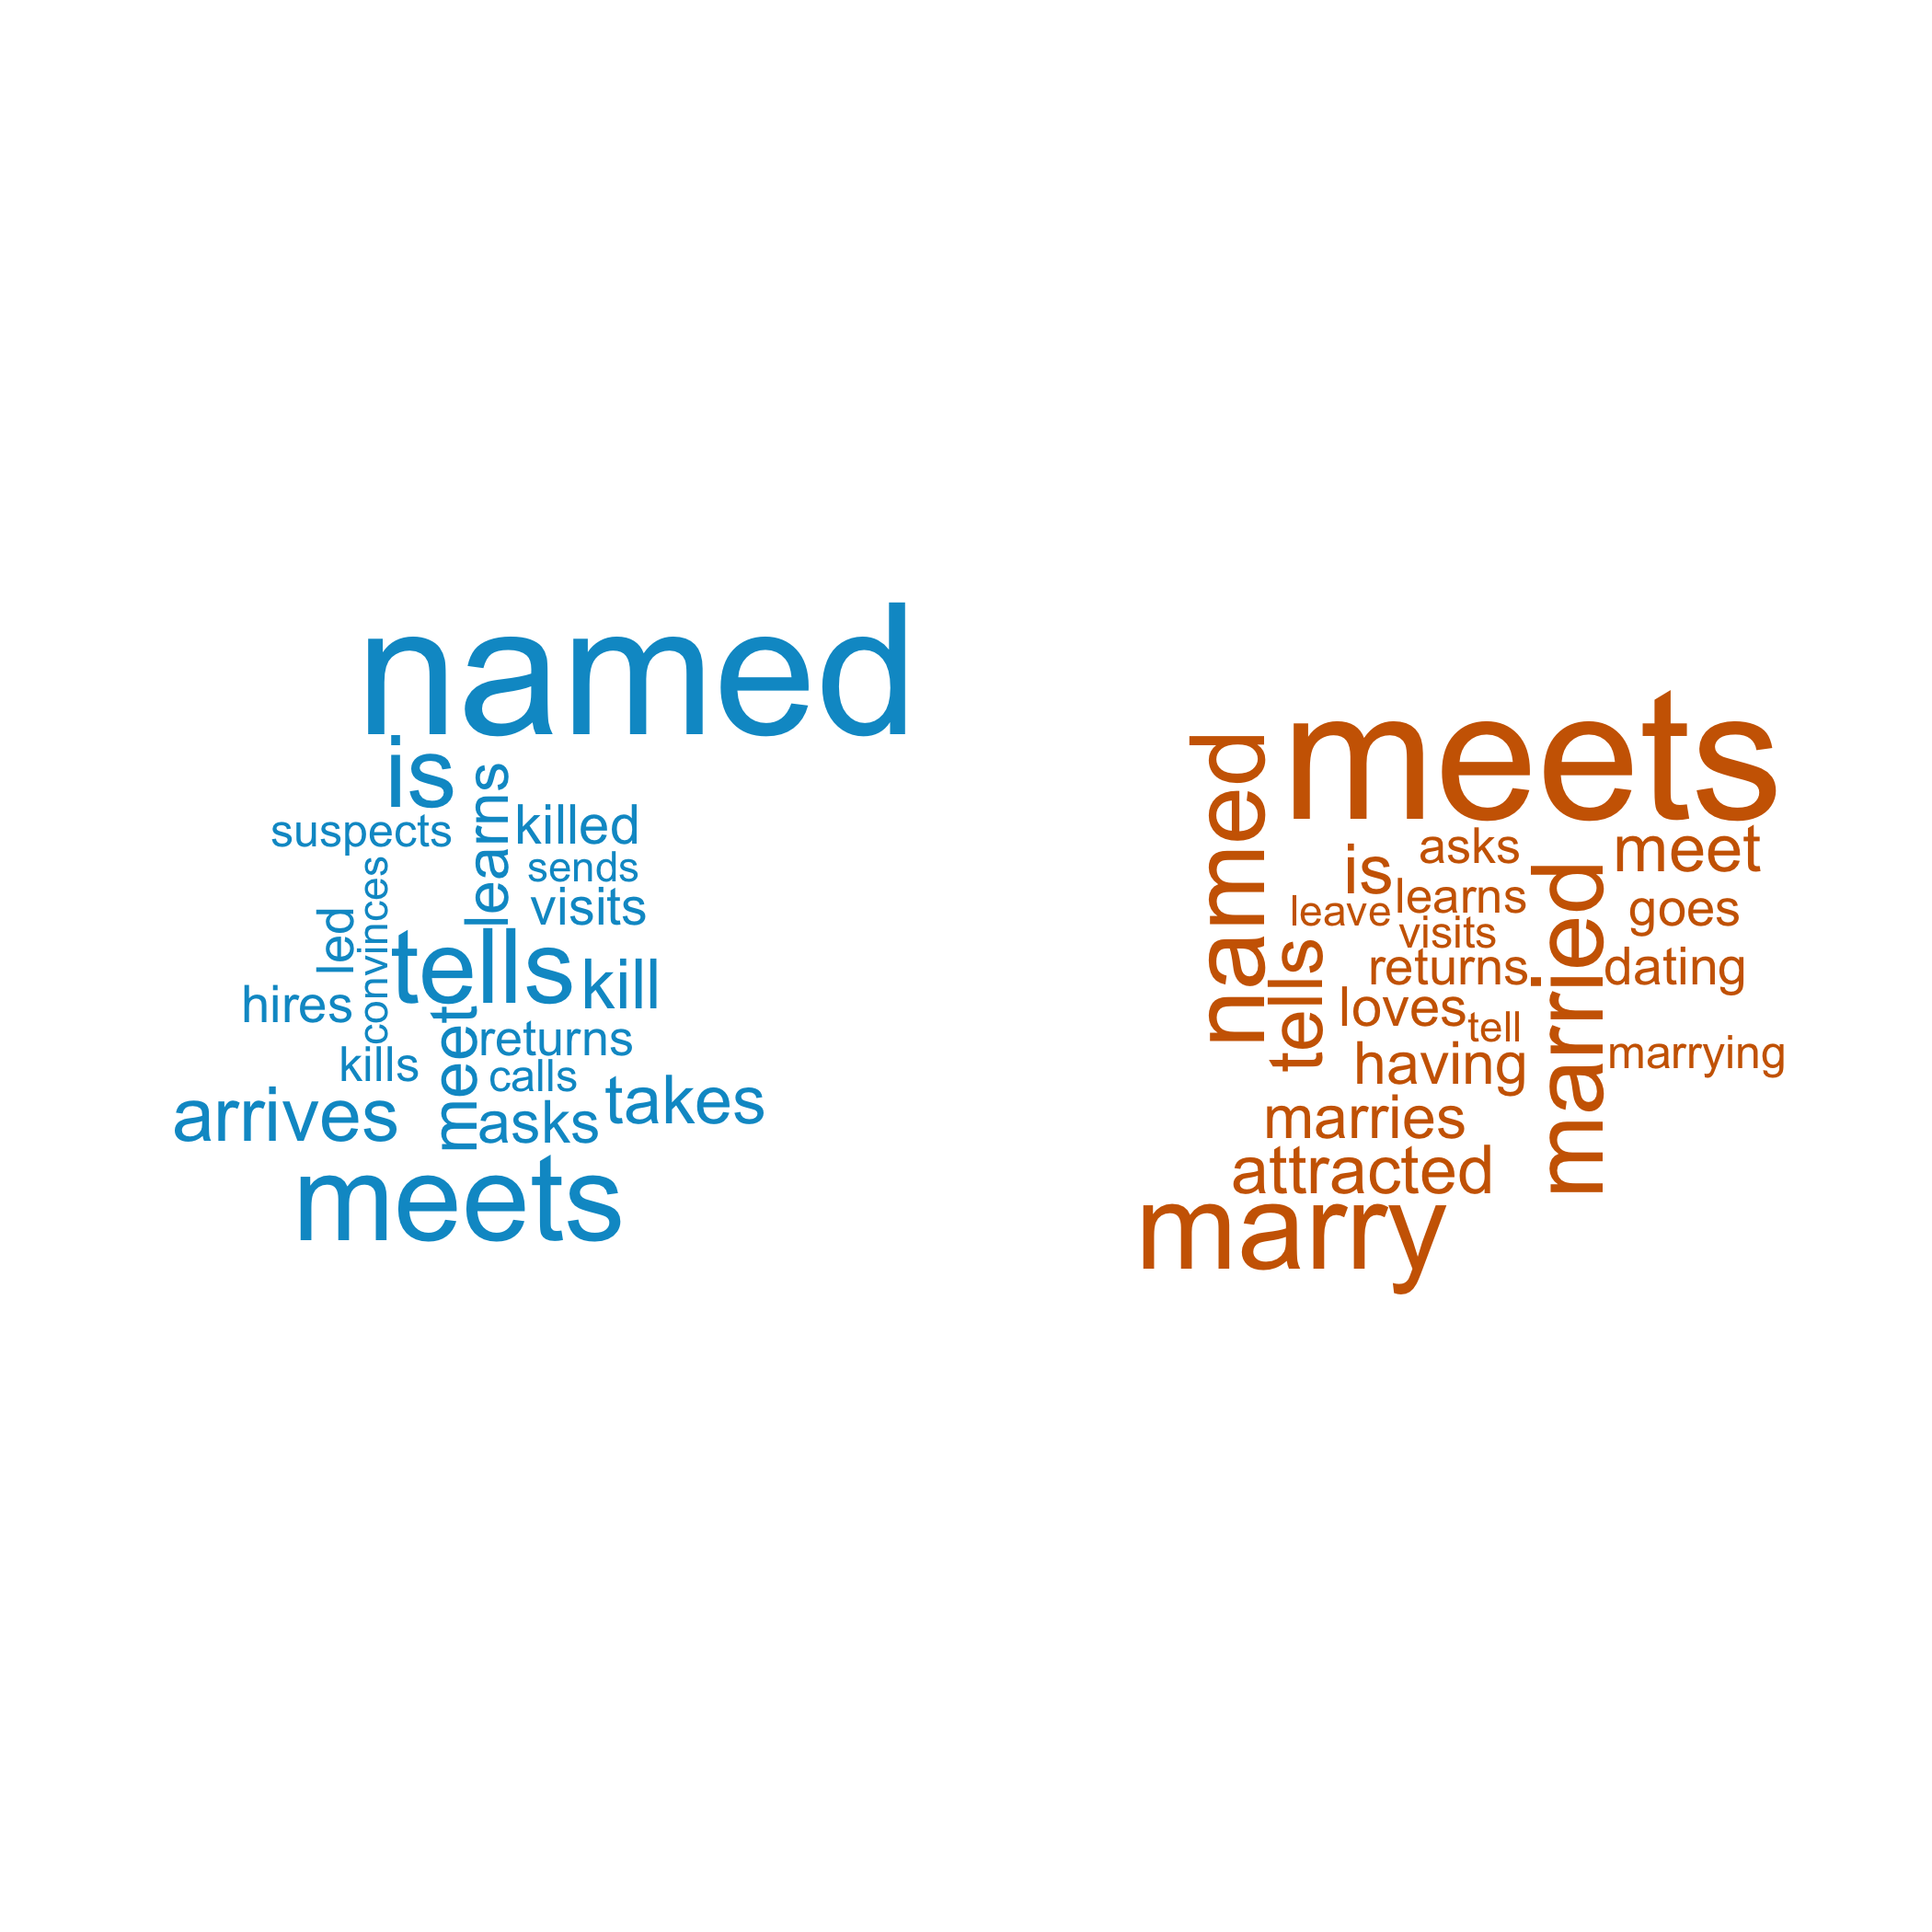 named
is
learns
suspects
killed
sends
convinces
visits
led
tells
kill
hires
meet
returns
kills
calls
takes
arrives
asks
meets
meets
named
asks
meet
is
married
learns
leave
goes
visits
tells
returns
dating
loves
tell
having
marrying
marries
attracted
marry